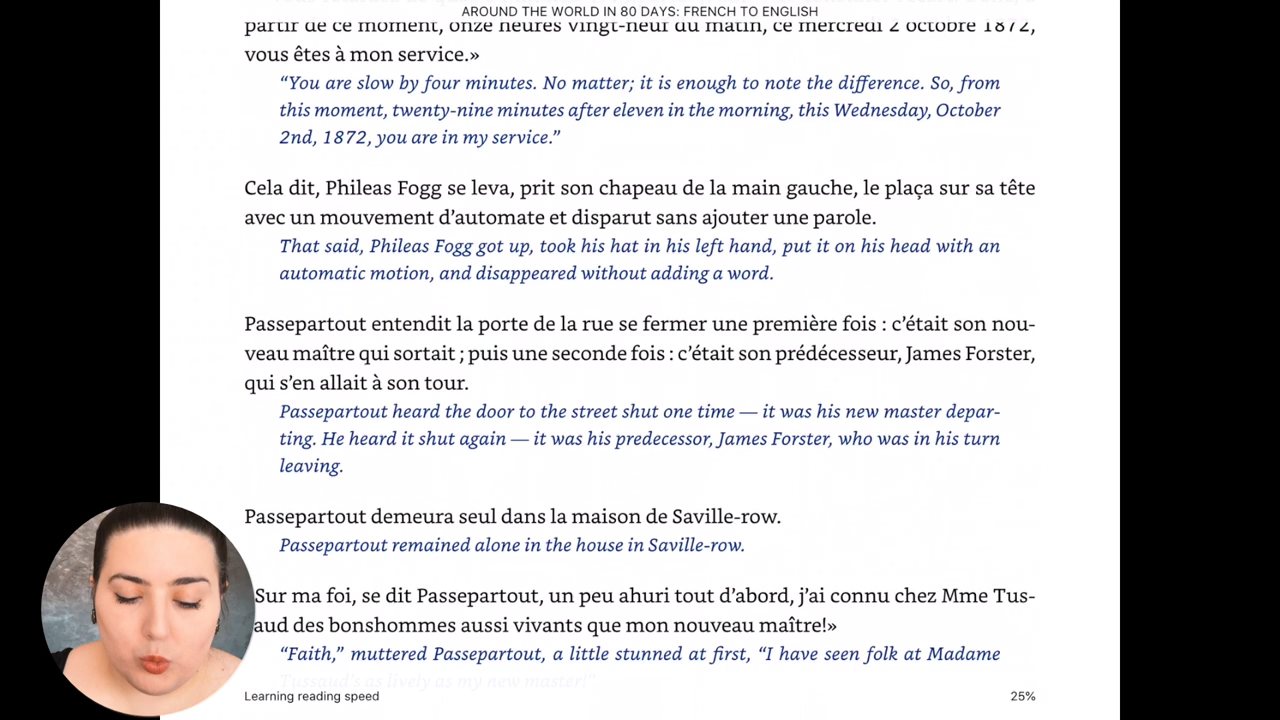 AROUND THE WORLD IN 80 DAYS: FRENCH TO ENGLISH
partir de ce moment, onze heures vingt-neuf du matin, ce mercredi 2 octobre 1872,
vous êtes à mon service.»
“You are slow by four minutes. No matter; it is enough to note the difference. So, from
this moment, twenty-nine minutes after eleven in the morning, this Wednesday, October
2nd, 1872, you are in my service.”
Cela dit, Phileas Fogg se leva, prit son chapeau de la main gauche, le plaça sur sa tête
avec un mouvement d’automate et disparut sans ajouter une parole.
That said, Phileas Fogg got up, took his hat in his left hand, put it on his head with an
automatic motion, and disappeared without adding a word.
Passepartout entendit la porte de la rue se fermer une première fois : c’était son nou-
veau maître qui sortait ; puis une seconde fois : c’était son prédécesseur, James Forster,
qui s’en allait à son tour.
Passepartout heard the door to the street shut one time — it was his new master depar-
ting. He heard it shut again — it was his predecessor, James Forster, who was in his turn
leaving.
Passepartout demeura seul dans la maison de Saville-row.
Passepartout remained alone in the house in Saville-row.
Sur ma foi, se dit Passepartout, un peu ahuri tout d’abord, j’ai connu chez Mme Tus-
aud des bonshommes aussi vivants que mon nouveau maître!»
“Faith,” muttered Passepartout, a little stunned at first, “I have seen folk at Madame
Tussaud’s as lively as my new master!”
Learning reading speed
25%